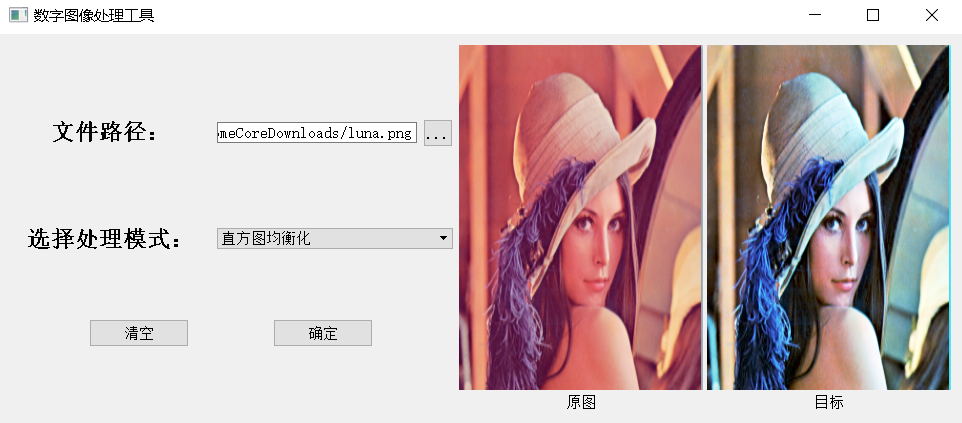 数字图像处理工具
文件路径：
omeCoreDownloads/luna.png
...
选择处理模式：
直方图均衡化
清空
确定
原图
目标